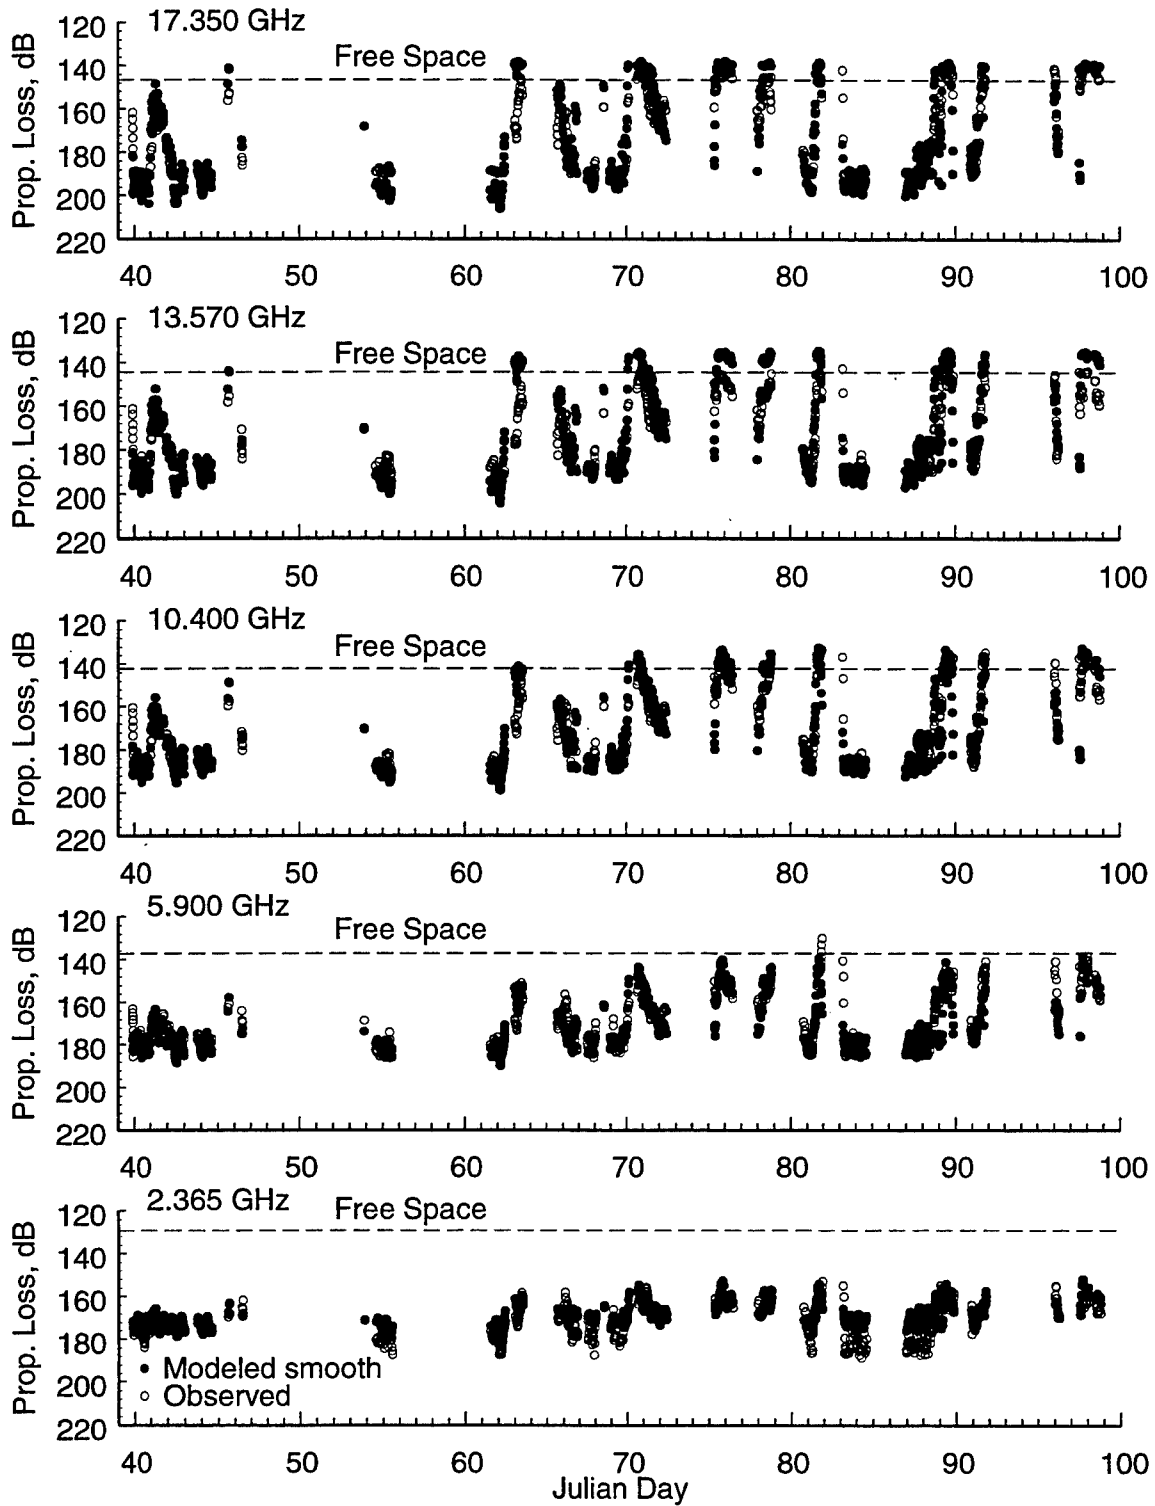 17.350 GHz
Free Space
Prop. Loss, dB
120
140
160
180
200
220
40 50 60 70 80 90 100
13.570 GHz
Free Space
Prop. Loss, dB
120
140
160
180
200
220
40 50 60 70 80 90 100
10.400 GHz
Free Space
Prop. Loss, dB
120
140
160
180
200
220
40 50 60 70 80 90 100
5.900 GHz
Free Space
Prop. Loss, dB
120
140
160
180
200
220
40 50 60 70 80 90 100
2.365 GHz
Free Space
Prop. Loss, dB
120
140
160
180
200
220
Modeled smooth
Observed
40 50 60 70 80 90 100
Julian Day